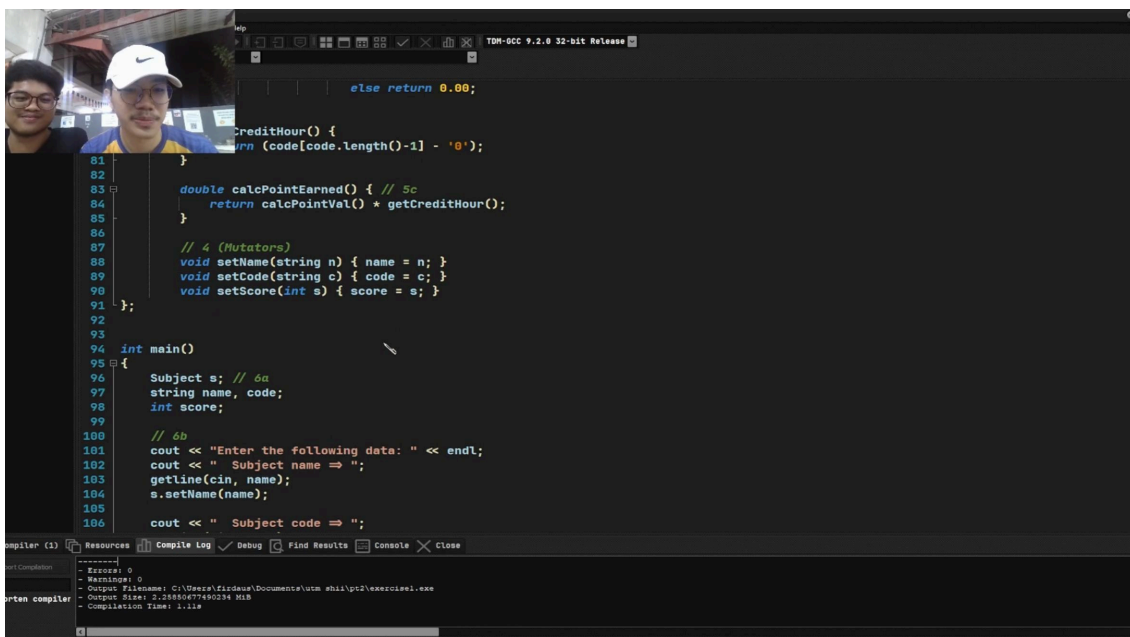 Help
TDM-GCC 9.2.0 32-bit Release
else return 0.00;
CreditHour() {
(code[code.length()-1] - '0');
81 }
82
83 double calcPointEarned() { // 5c
84 return calcPointVal() * getCreditHour();
85 }
86
87 // 4 (Mutators)
88 void setName(string n) { name = n; }
89 void setCode(string c) { code = c; }
90 void setScore(int s) { score = s; }
91 };
92
93
94 int main()
95 {
96 Subject s; // 6a
97 string name, code;
98 int score;
99
100 // 6b
101 cout << "Enter the following data: " << endl;
102 cout << "  Subject name => ";
103 getline(cin, name);
104 s.setName(name);
105
106 cout << "  Subject code => ";
ompiler (1) Resources Compile Log Debug Find Results Console Close
--------
port Compilation
- Errors: 0
- Warnings: 0
- Output Filename: C:\Users\firdaus\Documents\utm shii\pt2\exercise1.exe
orten compiler
- Output Size: 2.25850677490234 MiB
- Compilation Time: 1.11s